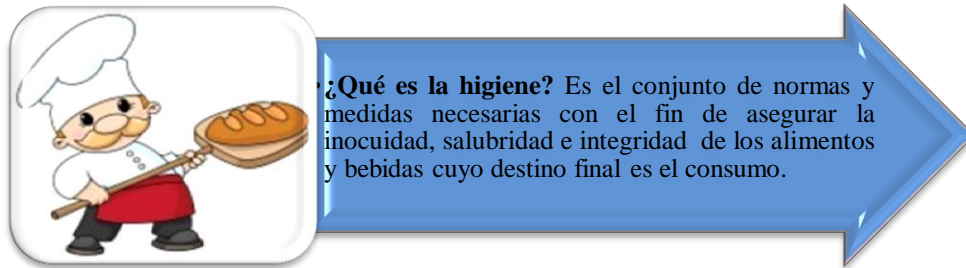 • ¿Qué es la higiene? Es el conjunto de normas y
medidas necesarias con el fin de asegurar la
inocuidad, salubridad e integridad de los alimentos
y bebidas cuyo destino final es el consumo.